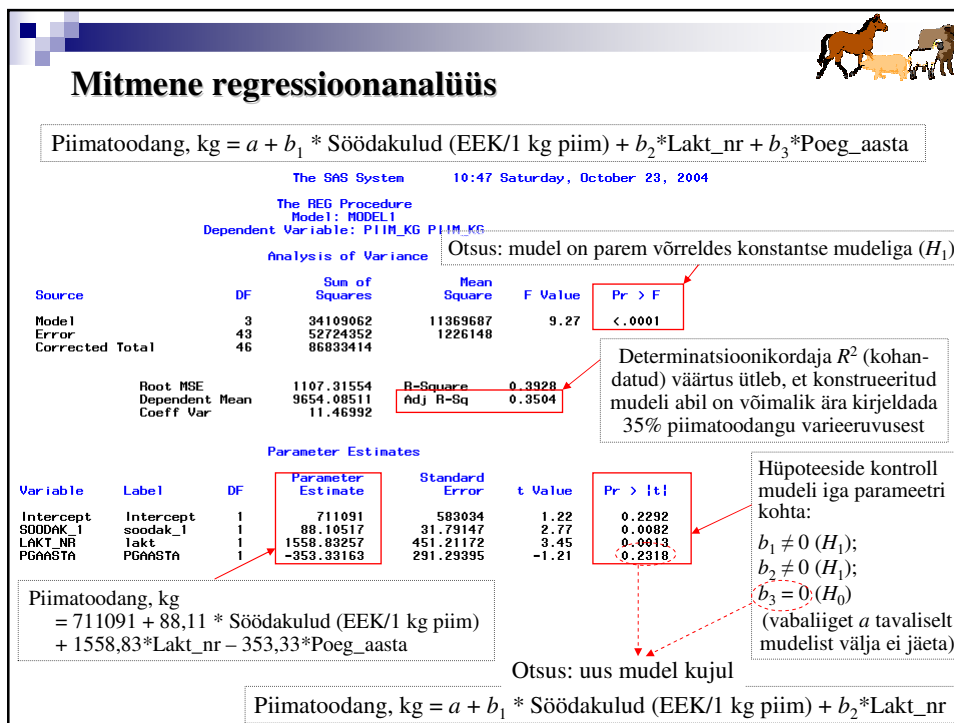 Mitmene regressioonanalüüs
Piimatoodang, kg = a + b1 * Söödakulud (EEK/1 kg piim) + b2*Lakt_nr + b3*Poeg_aasta
The SAS System 10:47 Saturday, October 23, 2004
The REG Procedure
Model: MODEL1
Dependent Variable: PIIM_KG PIIM_KG
Otsus: mudel on parem võrreldes konstantse mudeliga (H1)
Analysis of Variance
Sum of Mean
Source DF Squares Square F Value Pr > F
Model 3 34109062 11369687 9.27 <.0001
Error 43 52724352 1226148
Corrected Total 46 86833414
Determinatsioonikordaja R² (kohan-
datud) väärtus ütleb, et konstrueeritud
mudeli abil on võimalik ära kirjeldada
35% piimatoodangu varieeruvusest
Root MSE 1107.31554 R-Square 0.3928
Dependent Mean 9654.08511 Adj R-Sq 0.3504
Coeff Var 11.46992
Parameter Estimates
Parameter Standard
Variable Label DF Estimate Error t Value Pr > |t|
Intercept Intercept 1 711091 583034 1.22 0.2292
SOODAK_1 soodak_1 1 88.10517 31.79147 2.77 0.0082
LAKT_NR lakt 1 1558.83257 451.21172 3.45 0.0013
PGAASTA PGAASTA 1 -353.33163 291.29395 -1.21 0.2318
Hüpoteeside kontroll
mudeli iga parameetri
kohta:
b1 ≠ 0 (H1);
b2 ≠ 0 (H1);
b3 = 0 (H0)
(vabaliiget a tavaliselt
mudelist välja ei jäeta)
Piimatoodang, kg
= 711091 + 88,11 * Söödakulud (EEK/1 kg piim)
+ 1558,83*Lakt_nr – 353,33*Poeg_aasta
Otsus: uus mudel kujul
Piimatoodang, kg = a + b1 * Söödakulud (EEK/1 kg piim) + b2*Lakt_nr